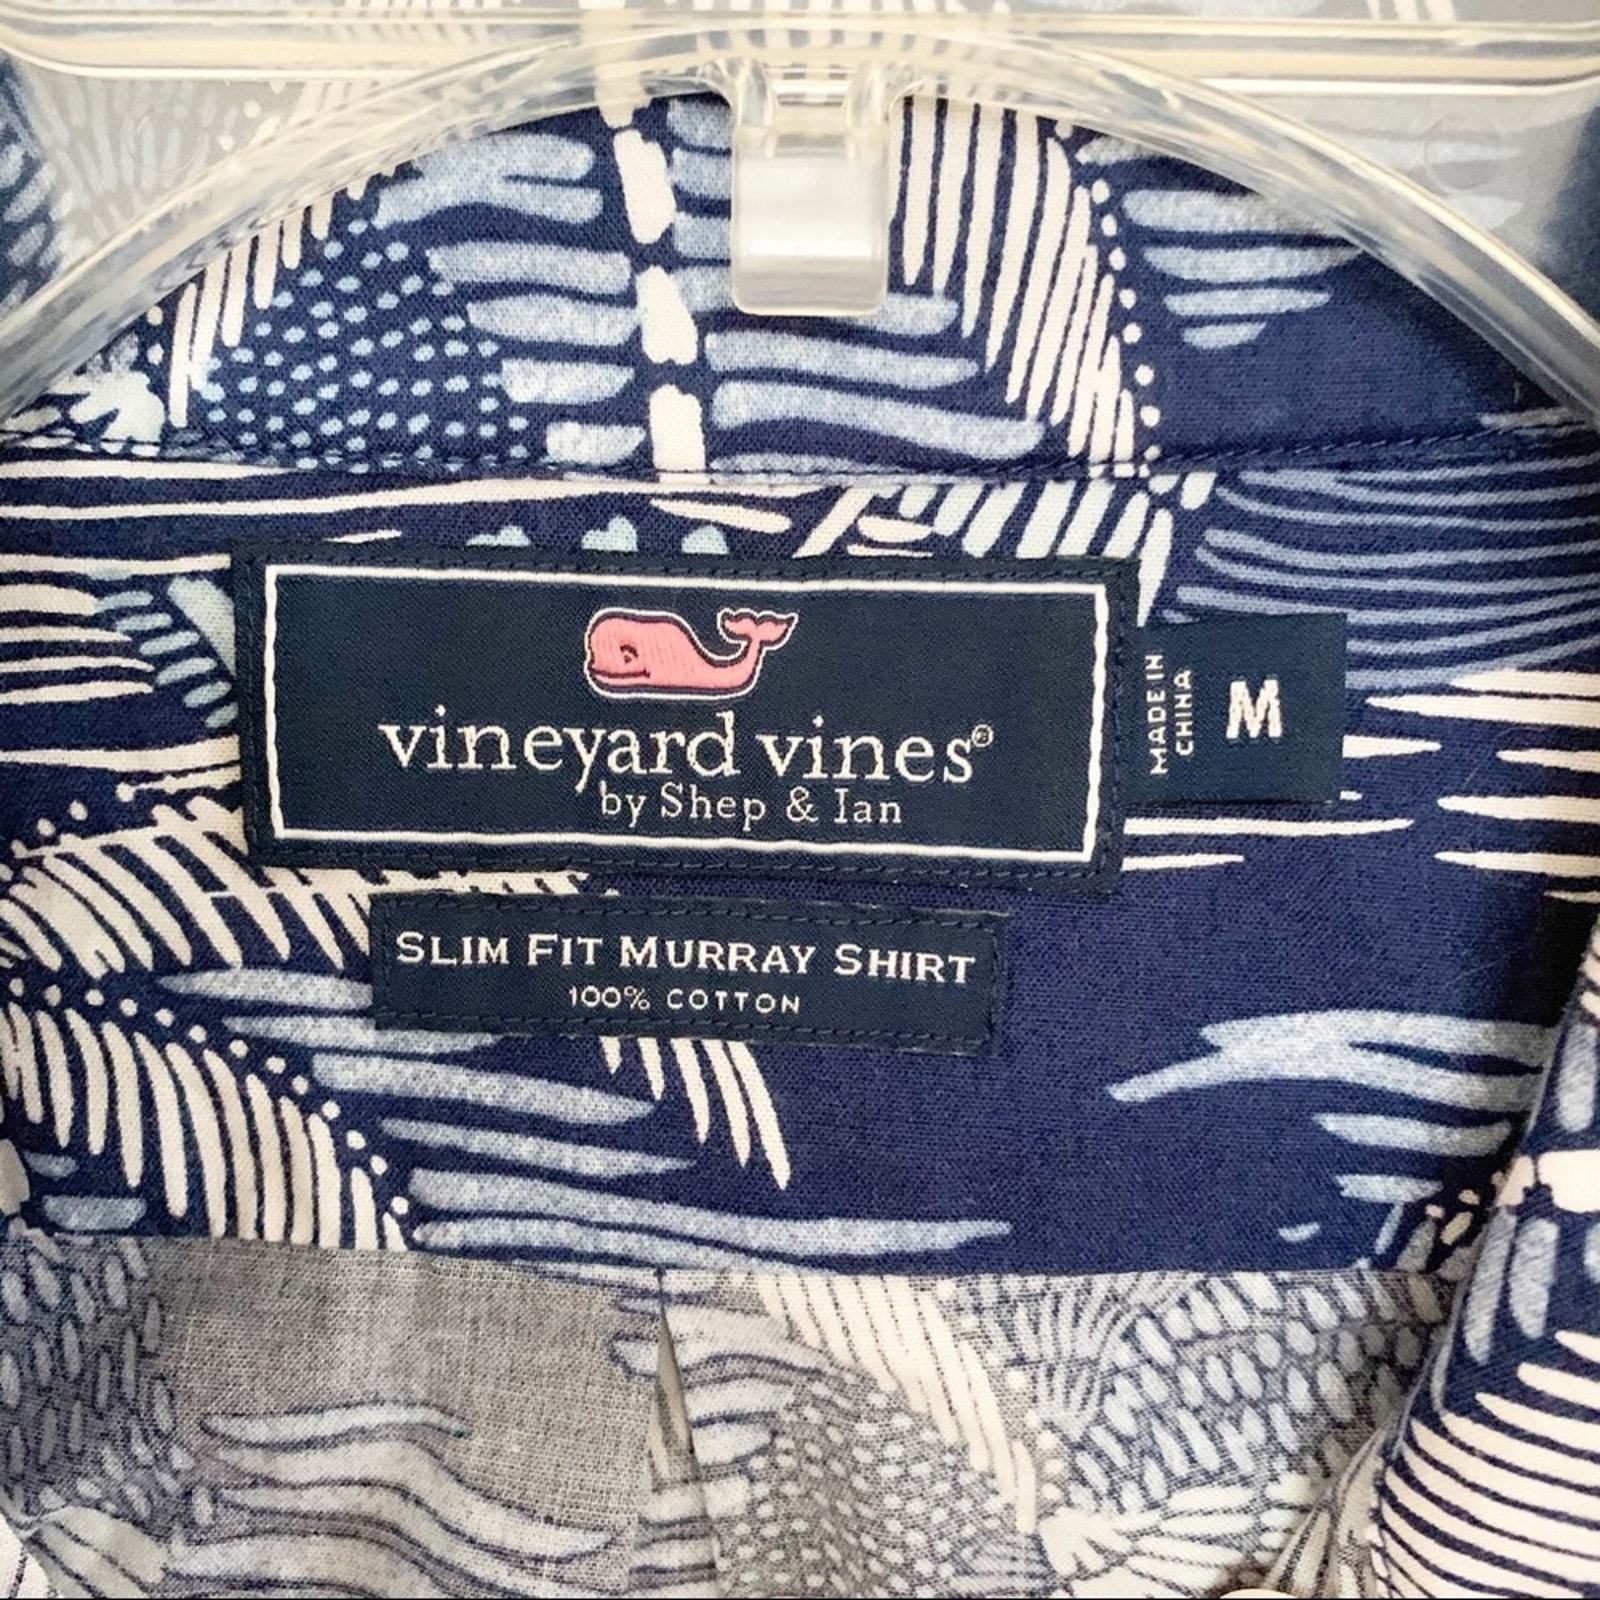 vineyard vines®
by Shep & Ian
MADE IN
CHINA
M
SLIM FIT MURRAY SHIRT
100% COTTON